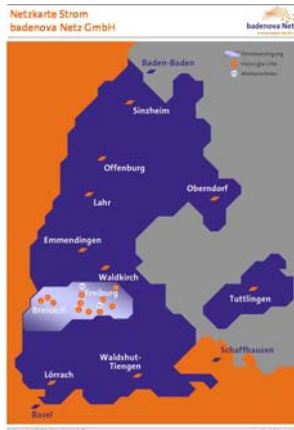 Netzkarte Strom
badenova Netz GmbH
badenova Netz
Baden-Baden
Sinzheim
Offenburg
Oberndorf
Lahr
Emmendingen
Waldkirch
Freiburg
Breisach
Tuttlingen
Schaffhausen
Waldshut-
Tiengen
Lörrach
Basel